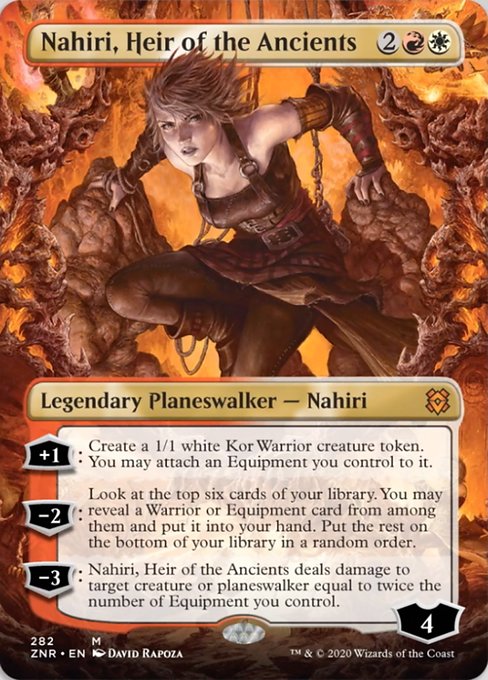 Nahiri, Heir of the Ancients 2
Legendary Planeswalker — Nahiri
+1: Create a 1/1 white Kor Warrior creature token.
You may attach an Equipment you control to it.
Look at the top six cards of your library. You may
-2: reveal a Warrior or Equipment card from among
them and put it into your hand. Put the rest on
the bottom of your library in a random order.
-3: Nahiri, Heir of the Ancients deals damage to
target creature or planeswalker equal to twice the
number of Equipment you control.
4
282 M
ZNR • EN David Rapoza
™ & © 2020 Wizards of the Coast